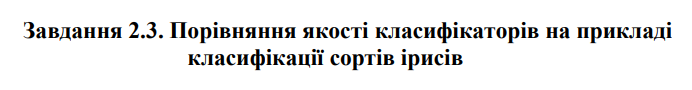 Завдання 2.3. Порівняння якості класифікаторів на прикладі
класифікації сортів ірисів